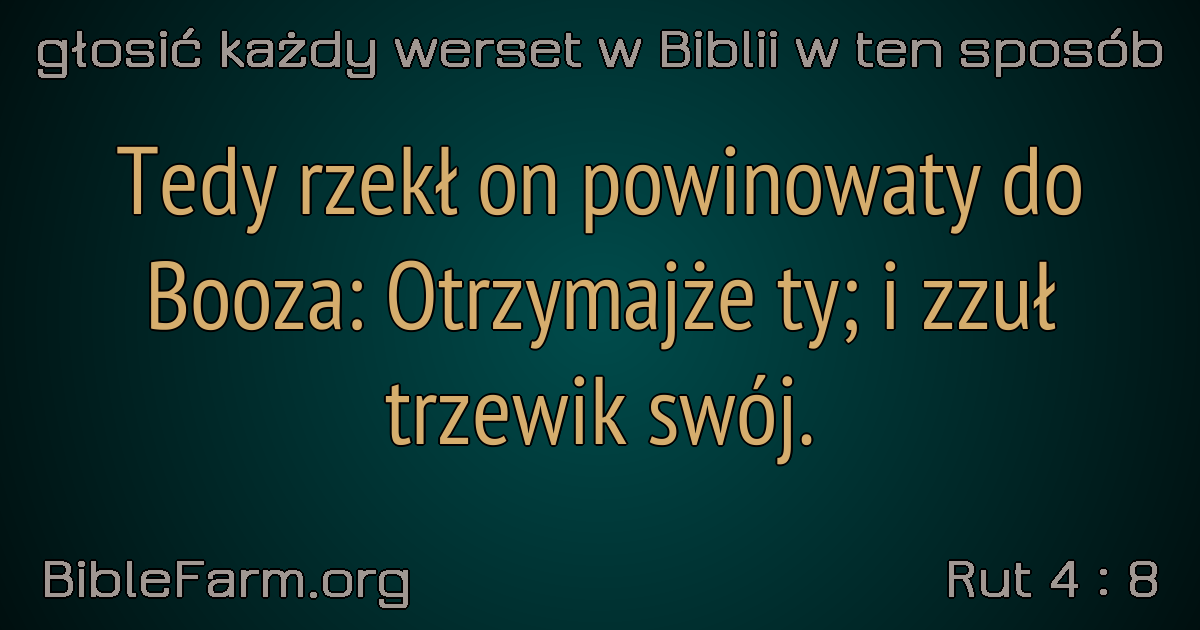 głosić każdy werset w Biblii w ten sposób
Tedy rzekł on powinowaty do
Booza: Otrzymajże ty; i zzuł
trzewik swój.
BibleFarm.org
Rut 4 : 8